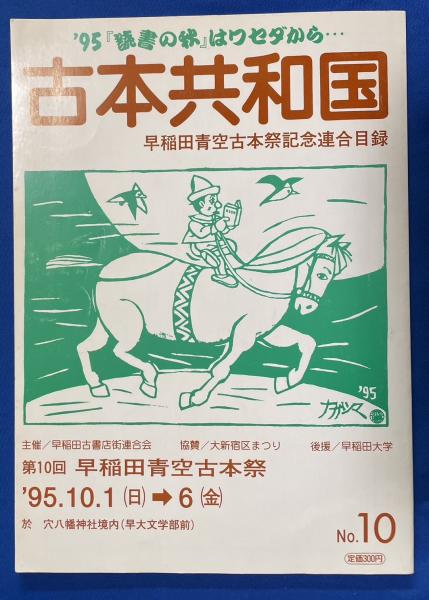 '95『読書の秋』はワセダから…
古本共和国
早稲田青空古本祭記念連合目録
'95
ナカジマ
主催／早稲田古書店街連合会 協賛／大新宿区まつり 後援／早稲田大学
第10回 早稲田青空古本祭
'95.10.1(日)➡6(金)
於 穴八幡神社境内(早大文学部前)
No.10
定価300円